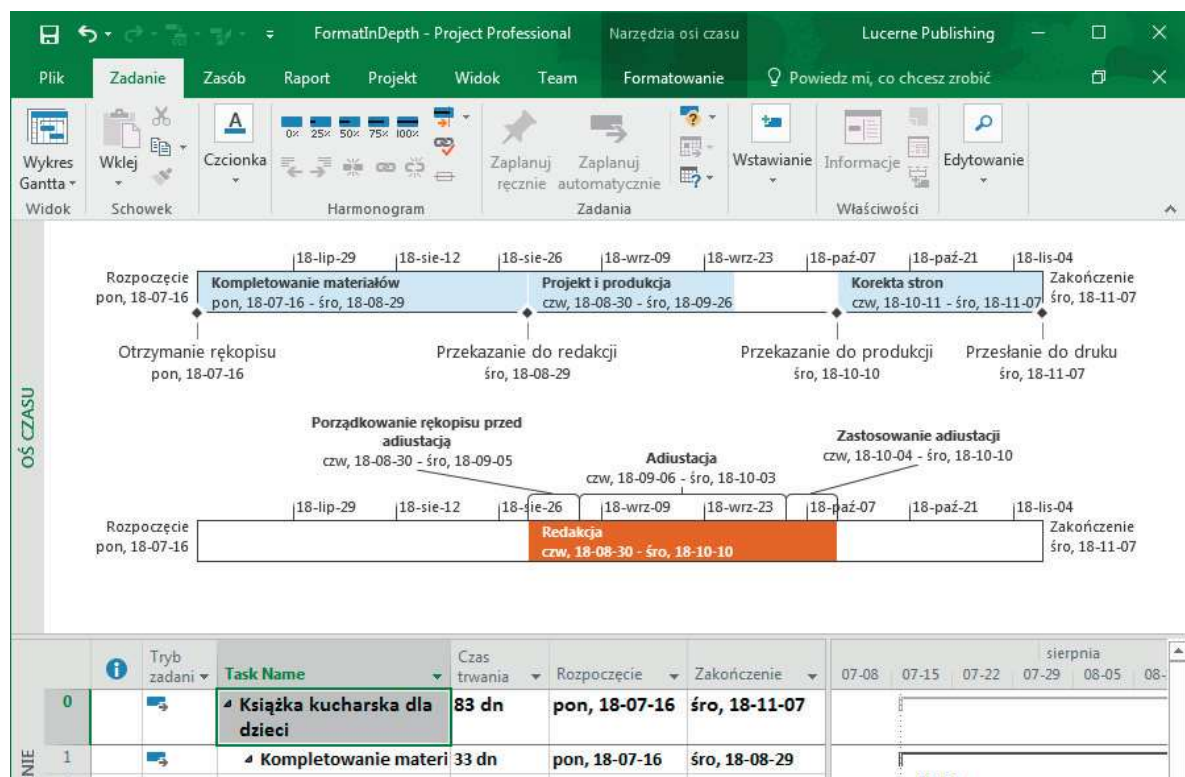 FormatInDepth - Project Professional
Narzędzia osi czasu
Lucerne Publishing
Plik Zadanie Zasób Raport Projekt Widok Team Formatowanie Powiedz mi, co chcesz zrobić
Wykres Gantta
Wklej
Czcionka
0% 25% 50% 75% 100%
Zaplanuj ręcznie
Zaplanuj automatycznie
Wstawianie
Informacje
Edytowanie
Widok Schowek Harmonogram Zadania Właściwości
OŚ CZASU
18-lip-29 18-sie-12 18-sie-26 18-wrz-09 18-wrz-23 18-paź-07 18-paź-21 18-lis-04
Rozpoczęcie
pon, 18-07-16
Kompletowanie materiałów
pon, 18-07-16 - śro, 18-08-29
Projekt i produkcja
czw, 18-08-30 - śro, 18-09-26
Korekta stron
czw, 18-10-11 - śro, 18-11-07
Zakończenie
śro, 18-11-07
Otrzymanie rękopisu
pon, 18-07-16
Przekazanie do redakcji
śro, 18-08-29
Przekazanie do produkcji
śro, 18-10-10
Przesłanie do druku
śro, 18-11-07
Porządkowanie rękopisu przed
adiustacją
czw, 18-08-30 - śro, 18-09-05
Adiustacja
czw, 18-09-06 - śro, 18-10-03
Zastosowanie adiustacji
czw, 18-10-04 - śro, 18-10-10
18-lip-29 18-sie-12 18-sie-26 18-wrz-09 18-wrz-23 18-paź-07 18-paź-21 18-lis-04
Rozpoczęcie
pon, 18-07-16
Redakcja
czw, 18-08-30 - śro, 18-10-10
Zakończenie
śro, 18-11-07
Tryb
zadani
Task Name
Czas
trwania
Rozpoczęcie
Zakończenie
sierpnia
07-08 07-15 07-22 07-29 08-05 08-
0 Książka kucharska dla
dzieci
83 dn pon, 18-07-16 śro, 18-11-07
1 Kompletowanie materi 33 dn pon, 18-07-16 śro, 18-08-29
NIE